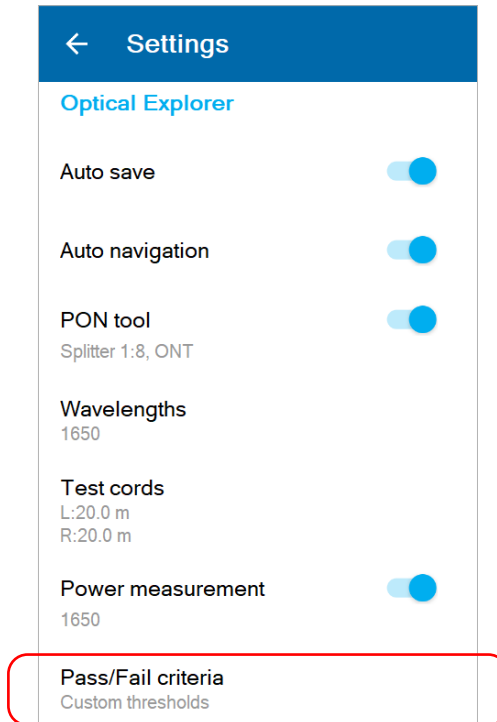 Settings
Optical Explorer
Auto save
Auto navigation
PON tool
Splitter 1:8, ONT
Wavelengths
1650
Test cords
L:20.0 m
R:20.0 m
Power measurement
1650
Pass/Fail criteria
Custom thresholds